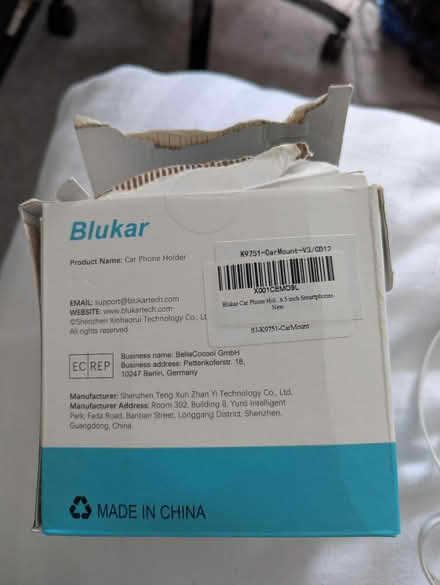 Blukar
Product Name: Car Phone Holder
K9751-CarMount-V3/GD12
X001CEMD9L
Blukar Car Phone Hol 6.5 inch Smartphones
New
SJ-K9751-CarMount
EMAIL: support@blukartech.com
WEBSITE: www.blukartech.com
©Shenzhen Xinhaorui Technology Co., Lt
All rights reserved
EC REP
Business name: BellaCocool GmbH
Business address: Pettenkoferstr. 18,
10247 Berlin, Germany
Manufacturer: Shenzhen Teng Xun Zhan Yi Technology Co., Ltd.
Manufacturer Address: Room 302, Building 8, Yunli Intelligent
Park, Fada Road, Bantian Street, Longgang District, Shenzhen,
Guangdong, China.
MADE IN CHINA